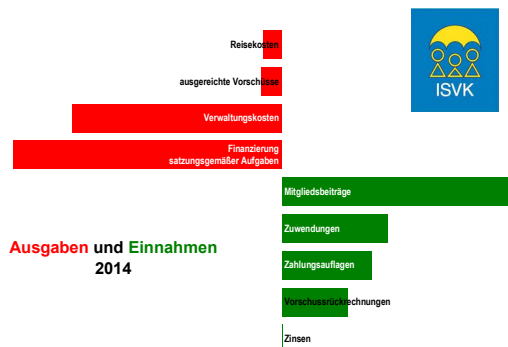 Reisekosten
ausgereichte Vorschüsse
Verwaltungskosten
Finanzierung
satzungsgemäßer Aufgaben
ISVK
Mitgliedsbeiträge
Zuwendungen
Zahlungsauflagen
Vorschussrückrechnungen
Zinsen
Ausgaben und Einnahmen
2014